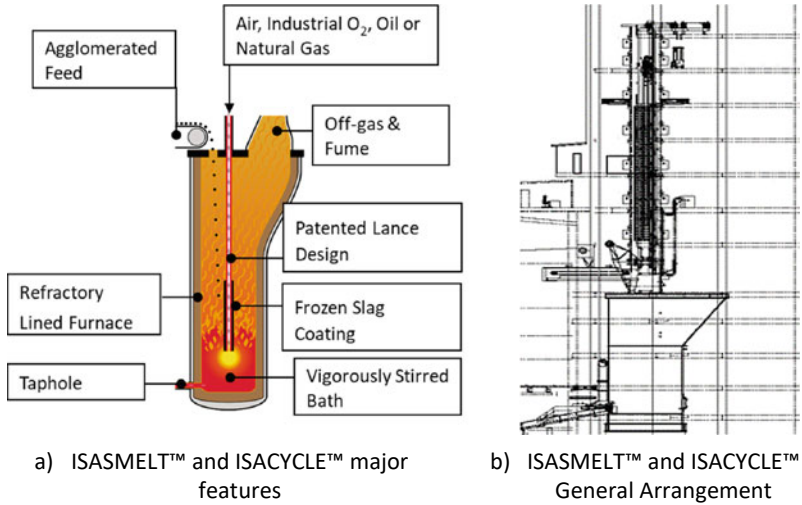 Air, Industrial O₂, Oil or
Natural Gas
Agglomerated
Feed
Off-gas &
Fume
Patented Lance
Design
Refractory
Lined Furnace
Frozen Slag
Coating
Taphole
Vigorously Stirred
Bath
a) ISASMELT™ and ISACYCLE™ major
features
b) ISASMELT™ and ISACYCLE™
General Arrangement